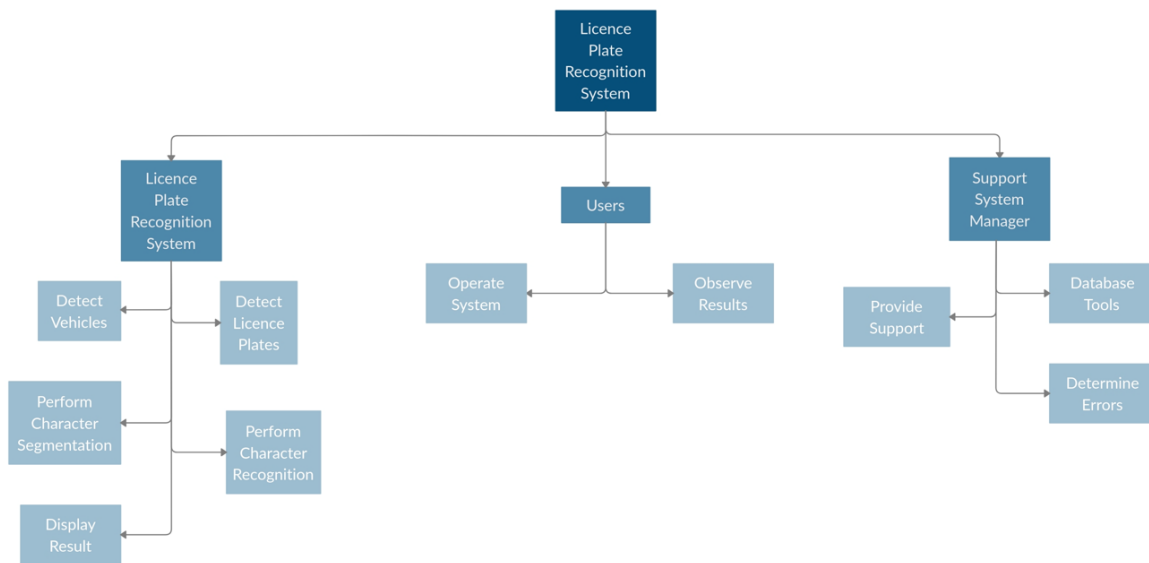 Licence
Plate
Recognition
System
Licence
Plate
Recognition
System
Users
Support
System
Manager
Detect
Vehicles
Detect
Licence
Plates
Perform
Character
Segmentation
Perform
Character
Recognition
Display
Result
Operate
System
Observe
Results
Provide
Support
Database
Tools
Determine
Errors